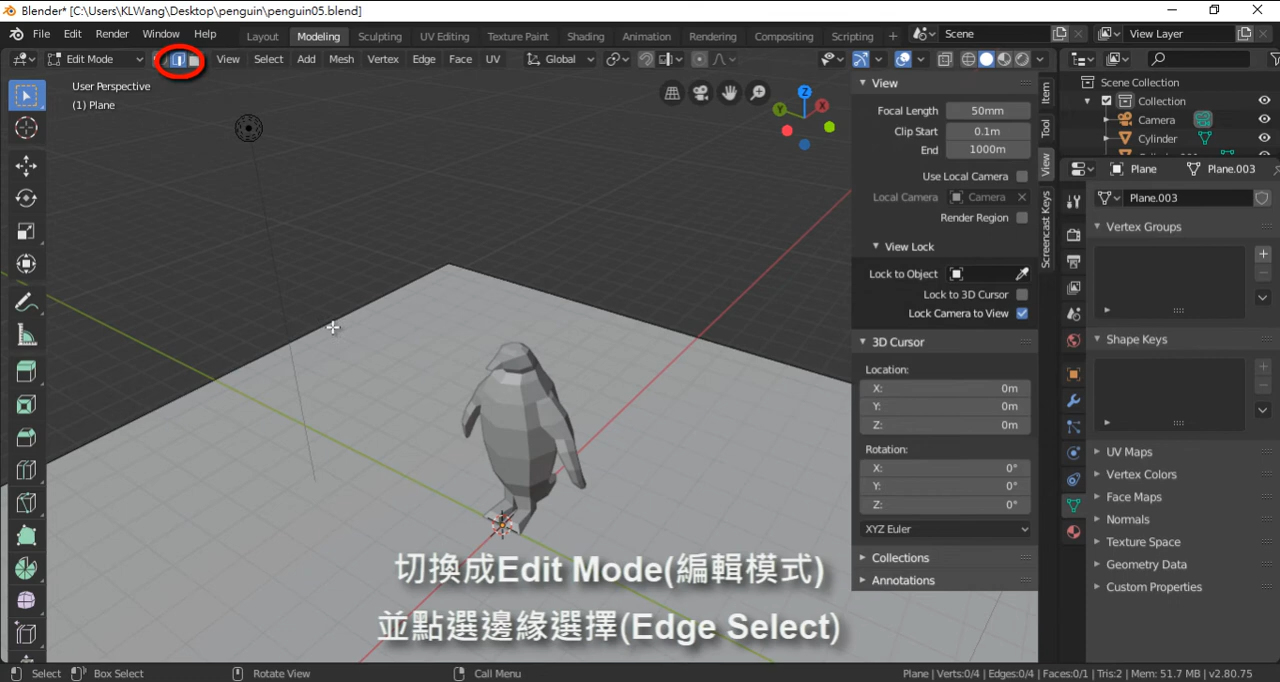 Blender* [C:\Users\KLWang\Desktop\penguin\penguin05.blend]
File Edit Render Window Help Layout Modeling Sculpting UV Editing Texture Paint Shading Animation Rendering Compositing Scripting + Scene View Layer
Edit Mode View Select Add Mesh Vertex Edge Face UV Global
User Perspective
(1) Plane
Z
Y
X
View
Focal Length 50mm
Clip Start 0.1m
End 1000m
Use Local Camera
Local Camera Camera
Render Region
View Lock
Lock to Object
Lock to 3D Cursor
Lock Camera to View
3D Cursor
Location:
X: 0m
Y: 0m
Z: 0m
Rotation:
X: 0°
Y: 0°
Z: 0°
XYZ Euler
Collections
Annotations
Item
Tool
View
Screencast Keys
Scene Collection
Collection
Camera
Cylinder
Plane Plane.003
Plane.003
Vertex Groups
Shape Keys
UV Maps
Vertex Colors
Face Maps
Normals
Texture Space
Geometry Data
Custom Properties
切換成Edit Mode(編輯模式)
並點選邊緣選擇(Edge Select)
Select Box Select Rotate View Call Menu Plane | Verts:0/4 | Edges:0/4 | Faces:0/1 | Tris:2 | Mem: 51.7 MB | v2.80.75